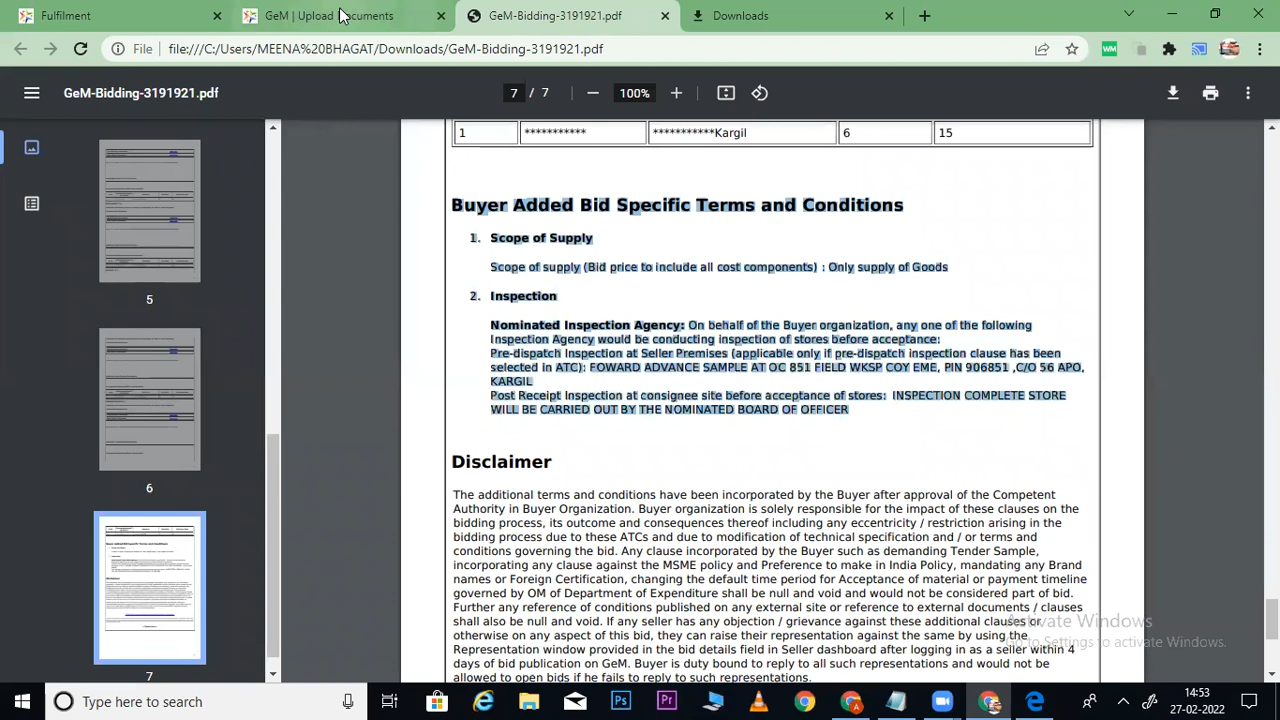 Fulfilment
GeM | Upload Documents
GeM-Bidding-3191921.pdf
Downloads
File
file:///C:/Users/MEENA%20BHAGAT/Downloads/GeM-Bidding-3191921.pdf
GeM-Bidding-3191921.pdf
7 / 7
100%
1 *********** ***********Kargil 6 15
Buyer Added Bid Specific Terms and Conditions
1. Scope of Supply
Scope of supply (Bid price to include all cost components) : Only supply of Goods
2. Inspection
Nominated Inspection Agency: On behalf of the Buyer organization, any one of the following
Inspection Agency would be conducting inspection of stores before acceptance:
Pre-dispatch Inspection at Seller Premises (applicable only if pre-dispatch inspection clause has been
selected in ATC): FOWARD ADVANCE SAMPLE AT OC 851 FIELD WKSP COY EME, PIN 906851 ,C/O 56 APO,
KARGIL
Post Receipt Inspection at consignee site before acceptance of stores: INSPECTION COMPLETE STORE
WILL BE CARRIED OUT BY THE NOMINATED BOARD OF OFFICER
Disclaimer
The additional terms and conditions have been incorporated by the Buyer after approval of the Competent
Authority in Buyer Organization. Buyer organization is solely responsible for the impact of these clauses on the
bidding process, its outcome and consequences thereof including any eccentricity / restriction arising in the
bidding process due to these ATCs and due to modification of technical specification and / or terms and
conditions governing the bid. Any clause incorporated by the Buyer such as demanding Tender Sample,
incorporating any clause against the MSME policy and Preference to make in India Policy, mandating any Brand
names or Foreign Certification, changing the default time period for Acceptance of material or payment timeline
governed by OM of Department of Expenditure shall be null and void and would not be considered part of bid.
Further any reference of conditions published on any external site or reference to external documents / clauses
shall also be null and void. If any seller has any objection / grievance against these additional clauses or
otherwise on any aspect of this bid, they can raise their representation against the same by using the
Representation window provided in the bid details field in Seller dashboard after logging in as a seller within 4
days of bid publication on GeM. Buyer is duty bound to reply to all such representations and would not be
allowed to open bids if he fails to reply to such representations.
5
6
7
Activate Windows
Go to Settings to activate Windows.
Type here to search
14:53
27-02-2022